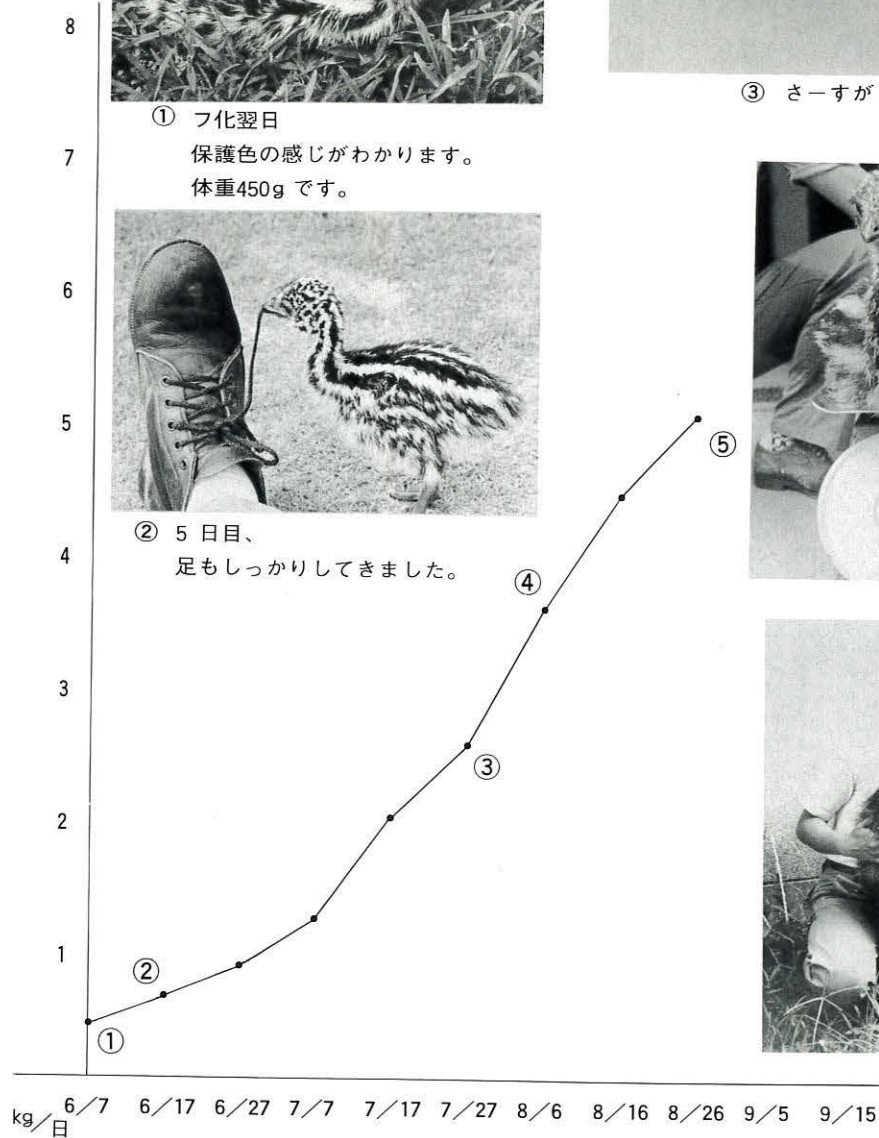 8
① フ化翌日
保護色の感じがわかります。
体重450g です。
③ さーすが
7
6
5
⑤
② 5 日目、
足もしっかりしてきました。
4
④
3
③
2
②
1
①
kg/日 6/7 6/17 6/27 7/7 7/17 7/27 8/6 8/16 8/26 9/5 9/15